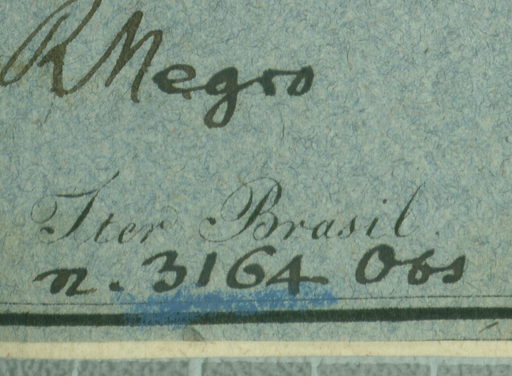 R Negro
Iter Brasil.
n. 3164 Obs